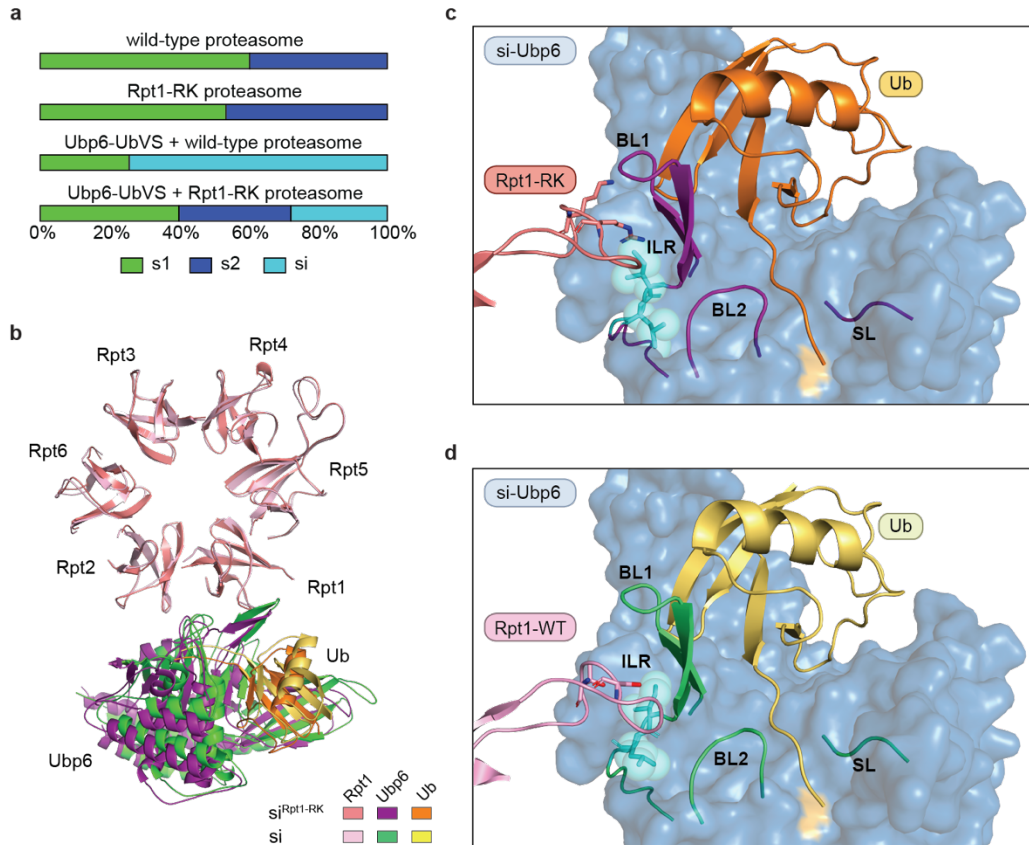 a
wild-type proteasome
Rpt1-RK proteasome
Ubp6-UbVS + wild-type proteasome
Ubp6-UbVS + Rpt1-RK proteasome
0% 20% 40% 60% 80% 100%
s1 s2 si
b
Rpt3
Rpt4
Rpt6
Rpt5
Rpt2
Rpt1
Ub
Ubp6
Rpt1 Ubp6 Ub
siRpt1-RK
si
c
si-Ubp6
Ub
BL1
Rpt1-RK
ILR
BL2
SL
d
si-Ubp6
Ub
BL1
Rpt1-WT
ILR
BL2
SL